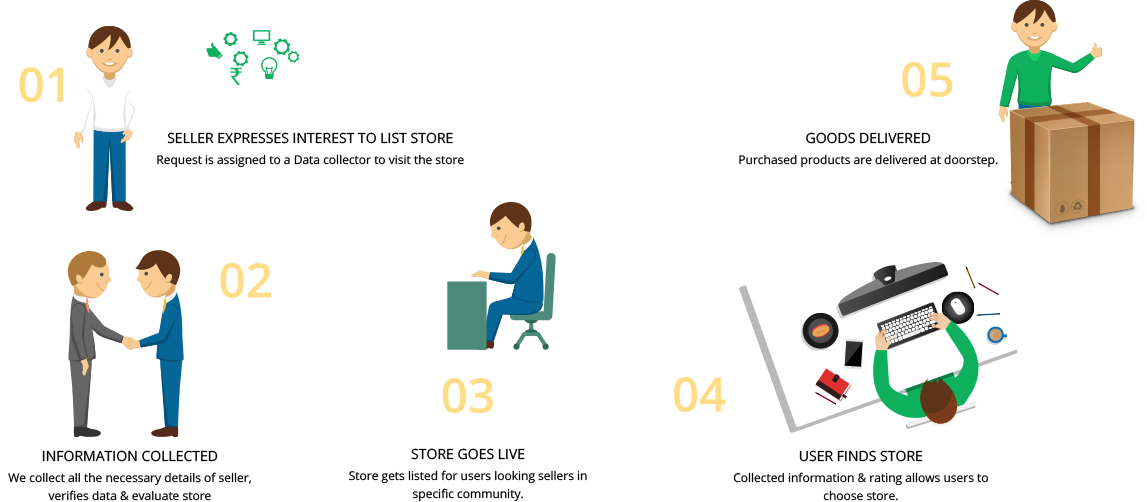 01
SELLER EXPRESSES INTEREST TO LIST STORE
Request is assigned to a Data collector to visit the store
02
INFORMATION COLLECTED
We collect all the necessary details of seller,
verifies data & evaluate store
03
STORE GOES LIVE
Store gets listed for users looking sellers in
specific community.
04
USER FINDS STORE
Collected information & rating allows users to
choose store.
05
GOODS DELIVERED
Purchased products are delivered at doorstep.